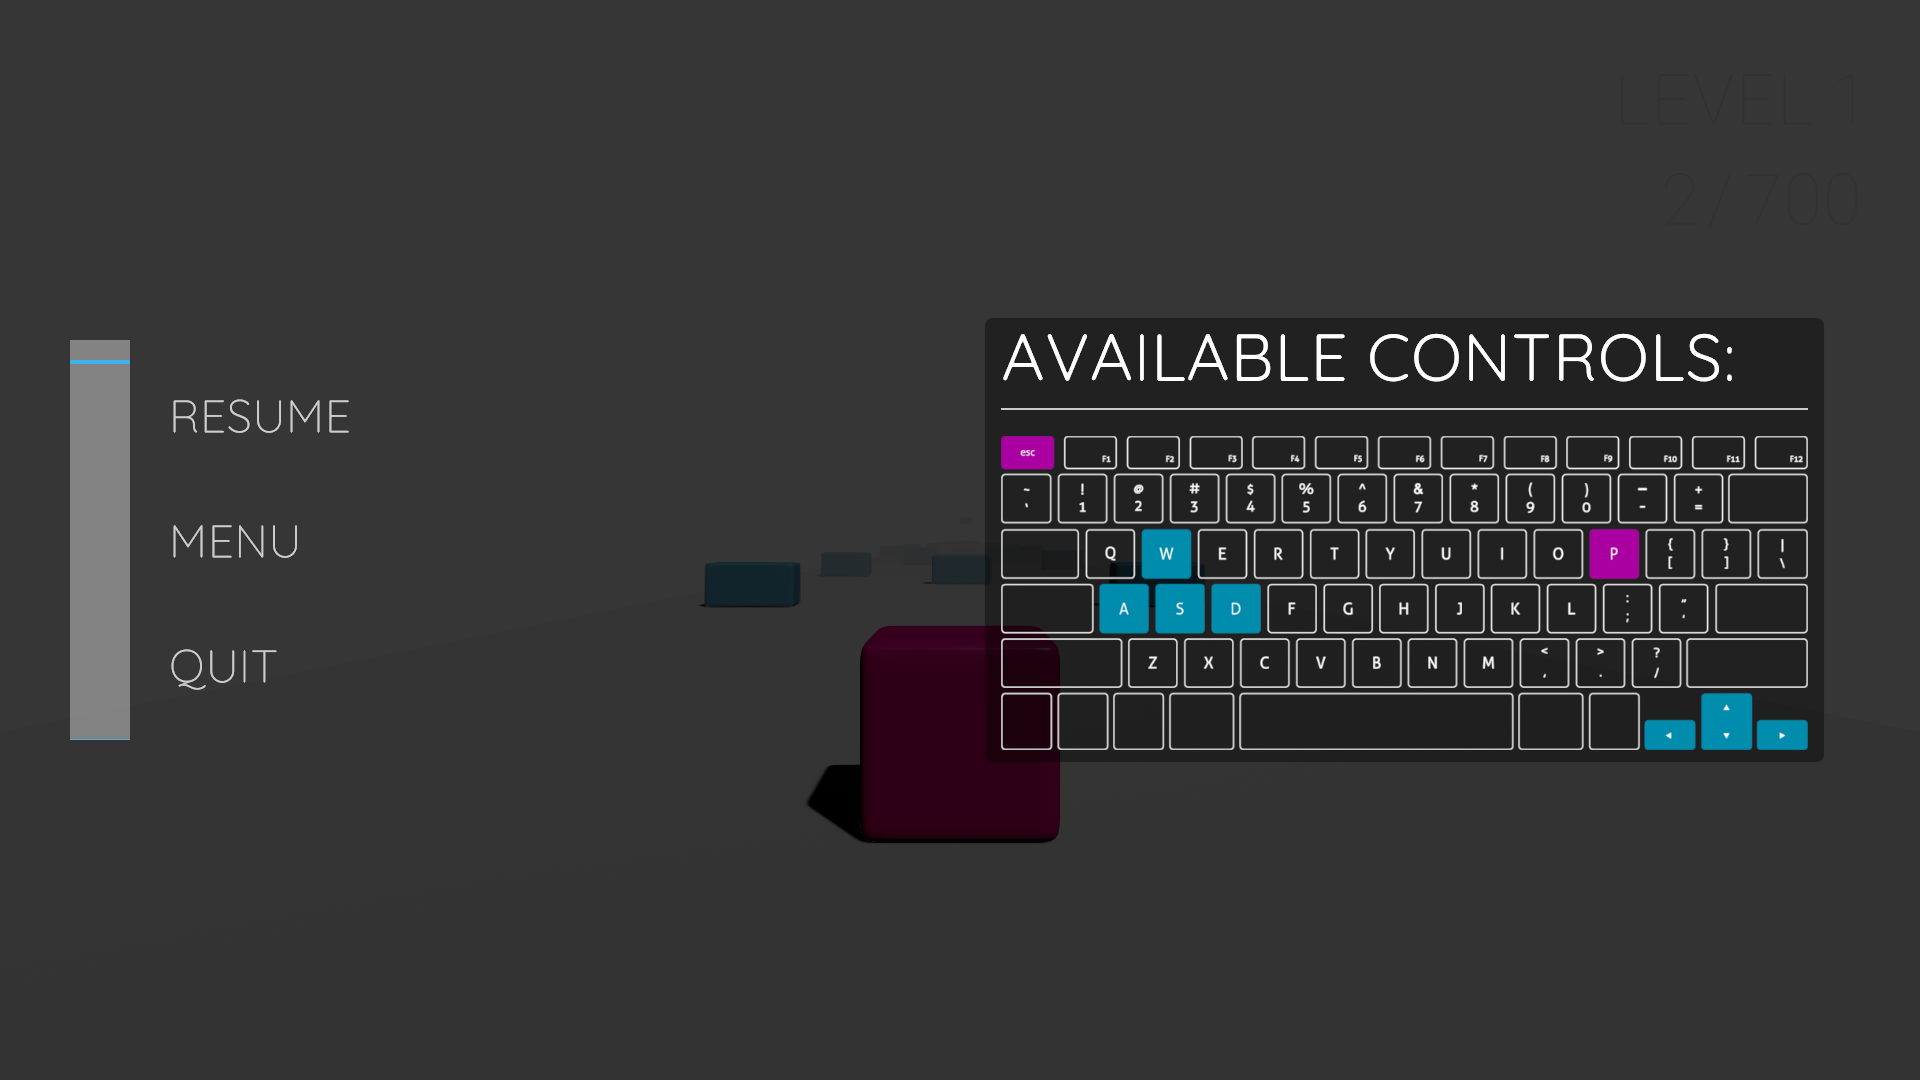 LEVEL 1
2/700
RESUME
MENU
QUIT
AVAILABLE CONTROLS:
esc F1 F2 F3 F4 F5 F6 F7 F8 F9 F10 F11 F12
~ ! @ # $ % ^ & * ( ) — +
` 1 2 3 4 5 6 7 8 9 0 - =
Q W E R T Y U I O P { } |
[ ] \
A S D F G H J K L : "
; '
Z X C V B N M < > ?
, . /